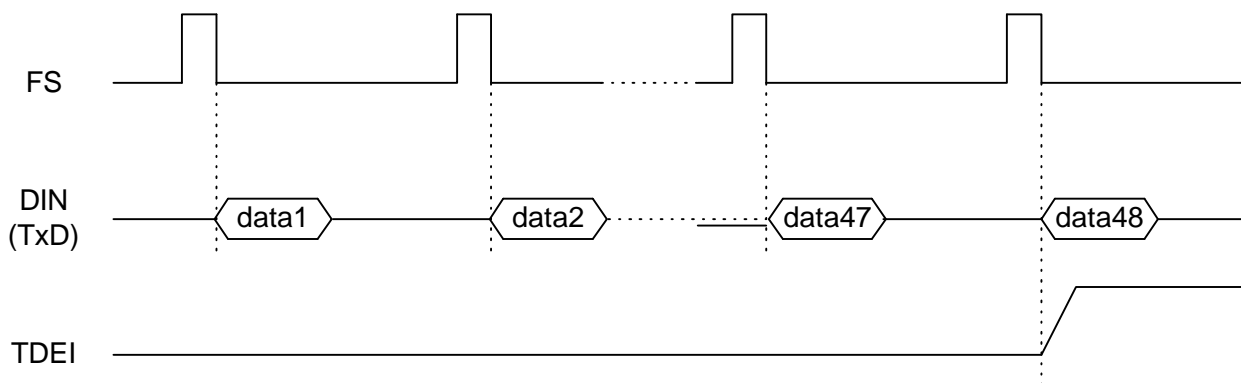 FS
DIN
(TxD)
data1
data2
data47
data48
TDEI